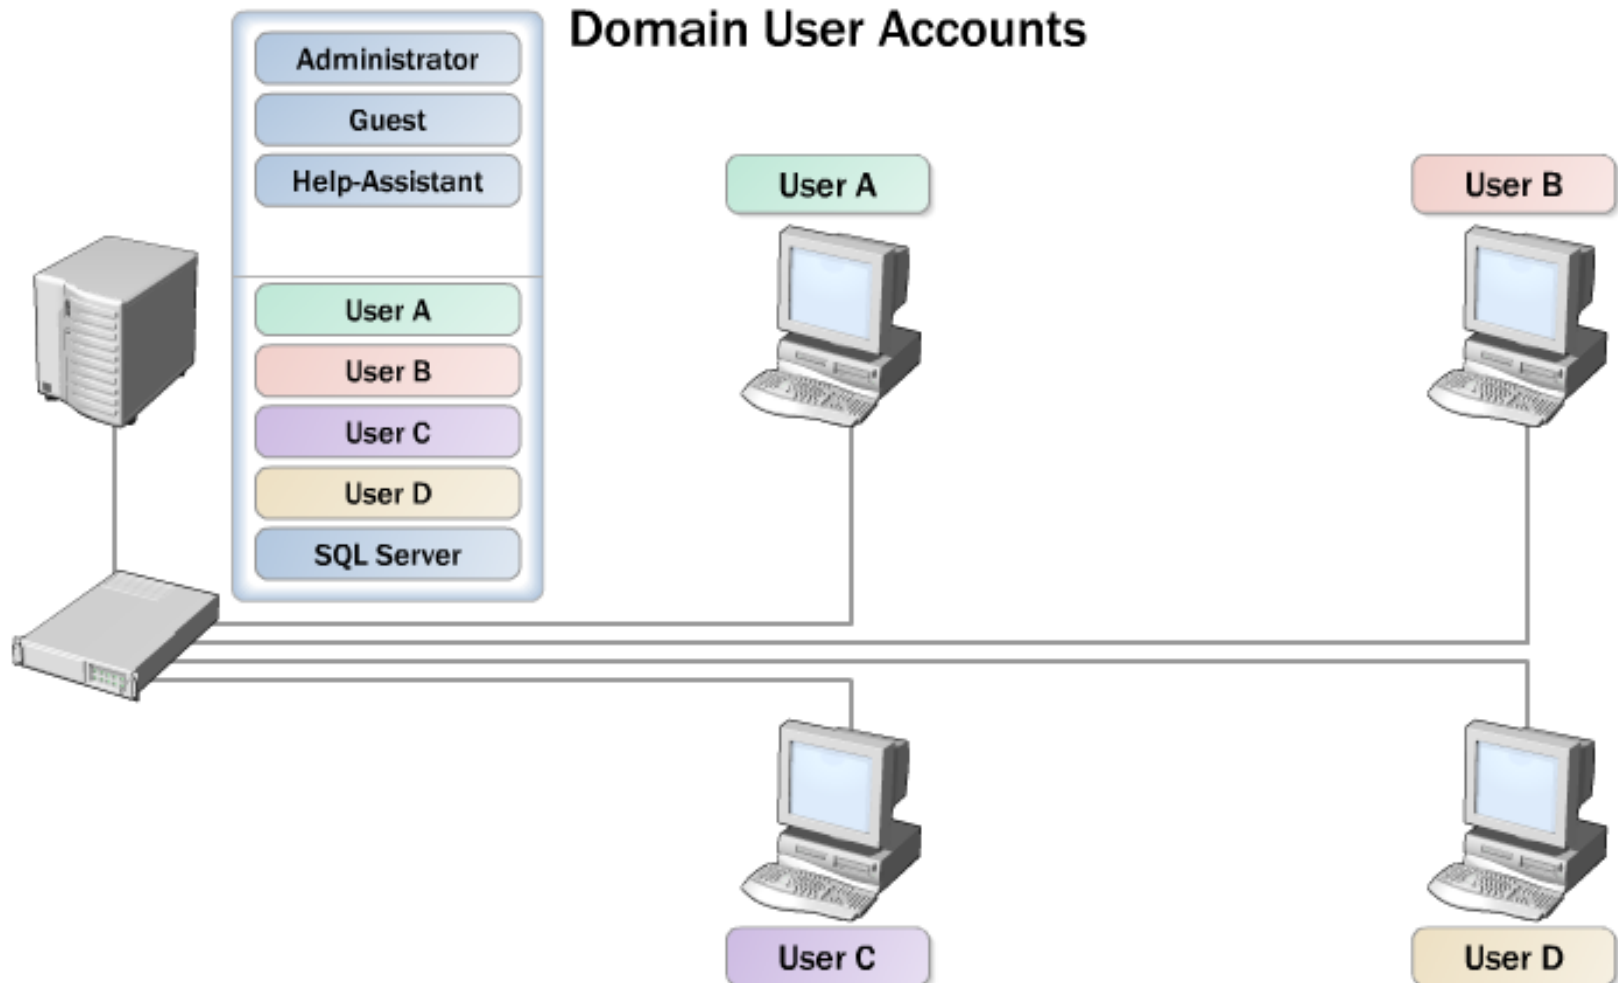 Domain User Accounts
Administrator
Guest
Help-Assistant
User A
User B
User C
User D
SQL Server
User A
User B
User C
User D